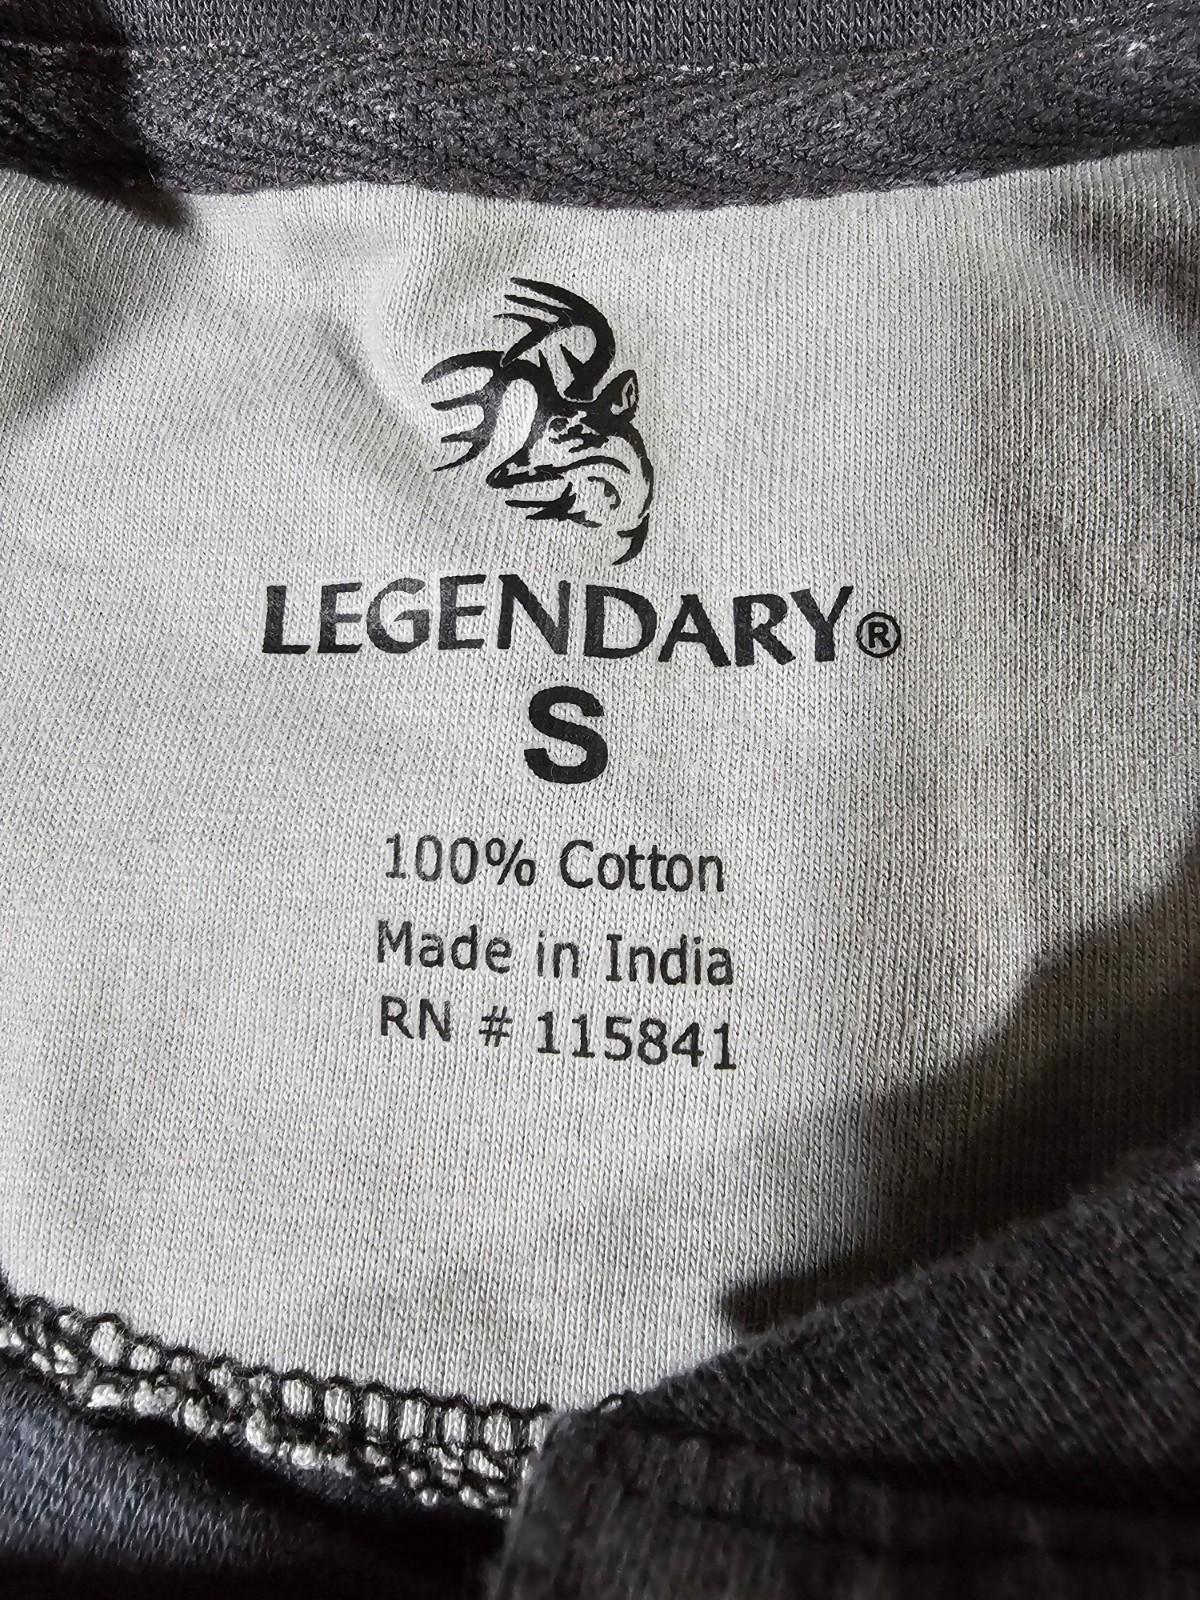 LEGENDARY®
S
100% Cotton
Made in India
RN # 115841